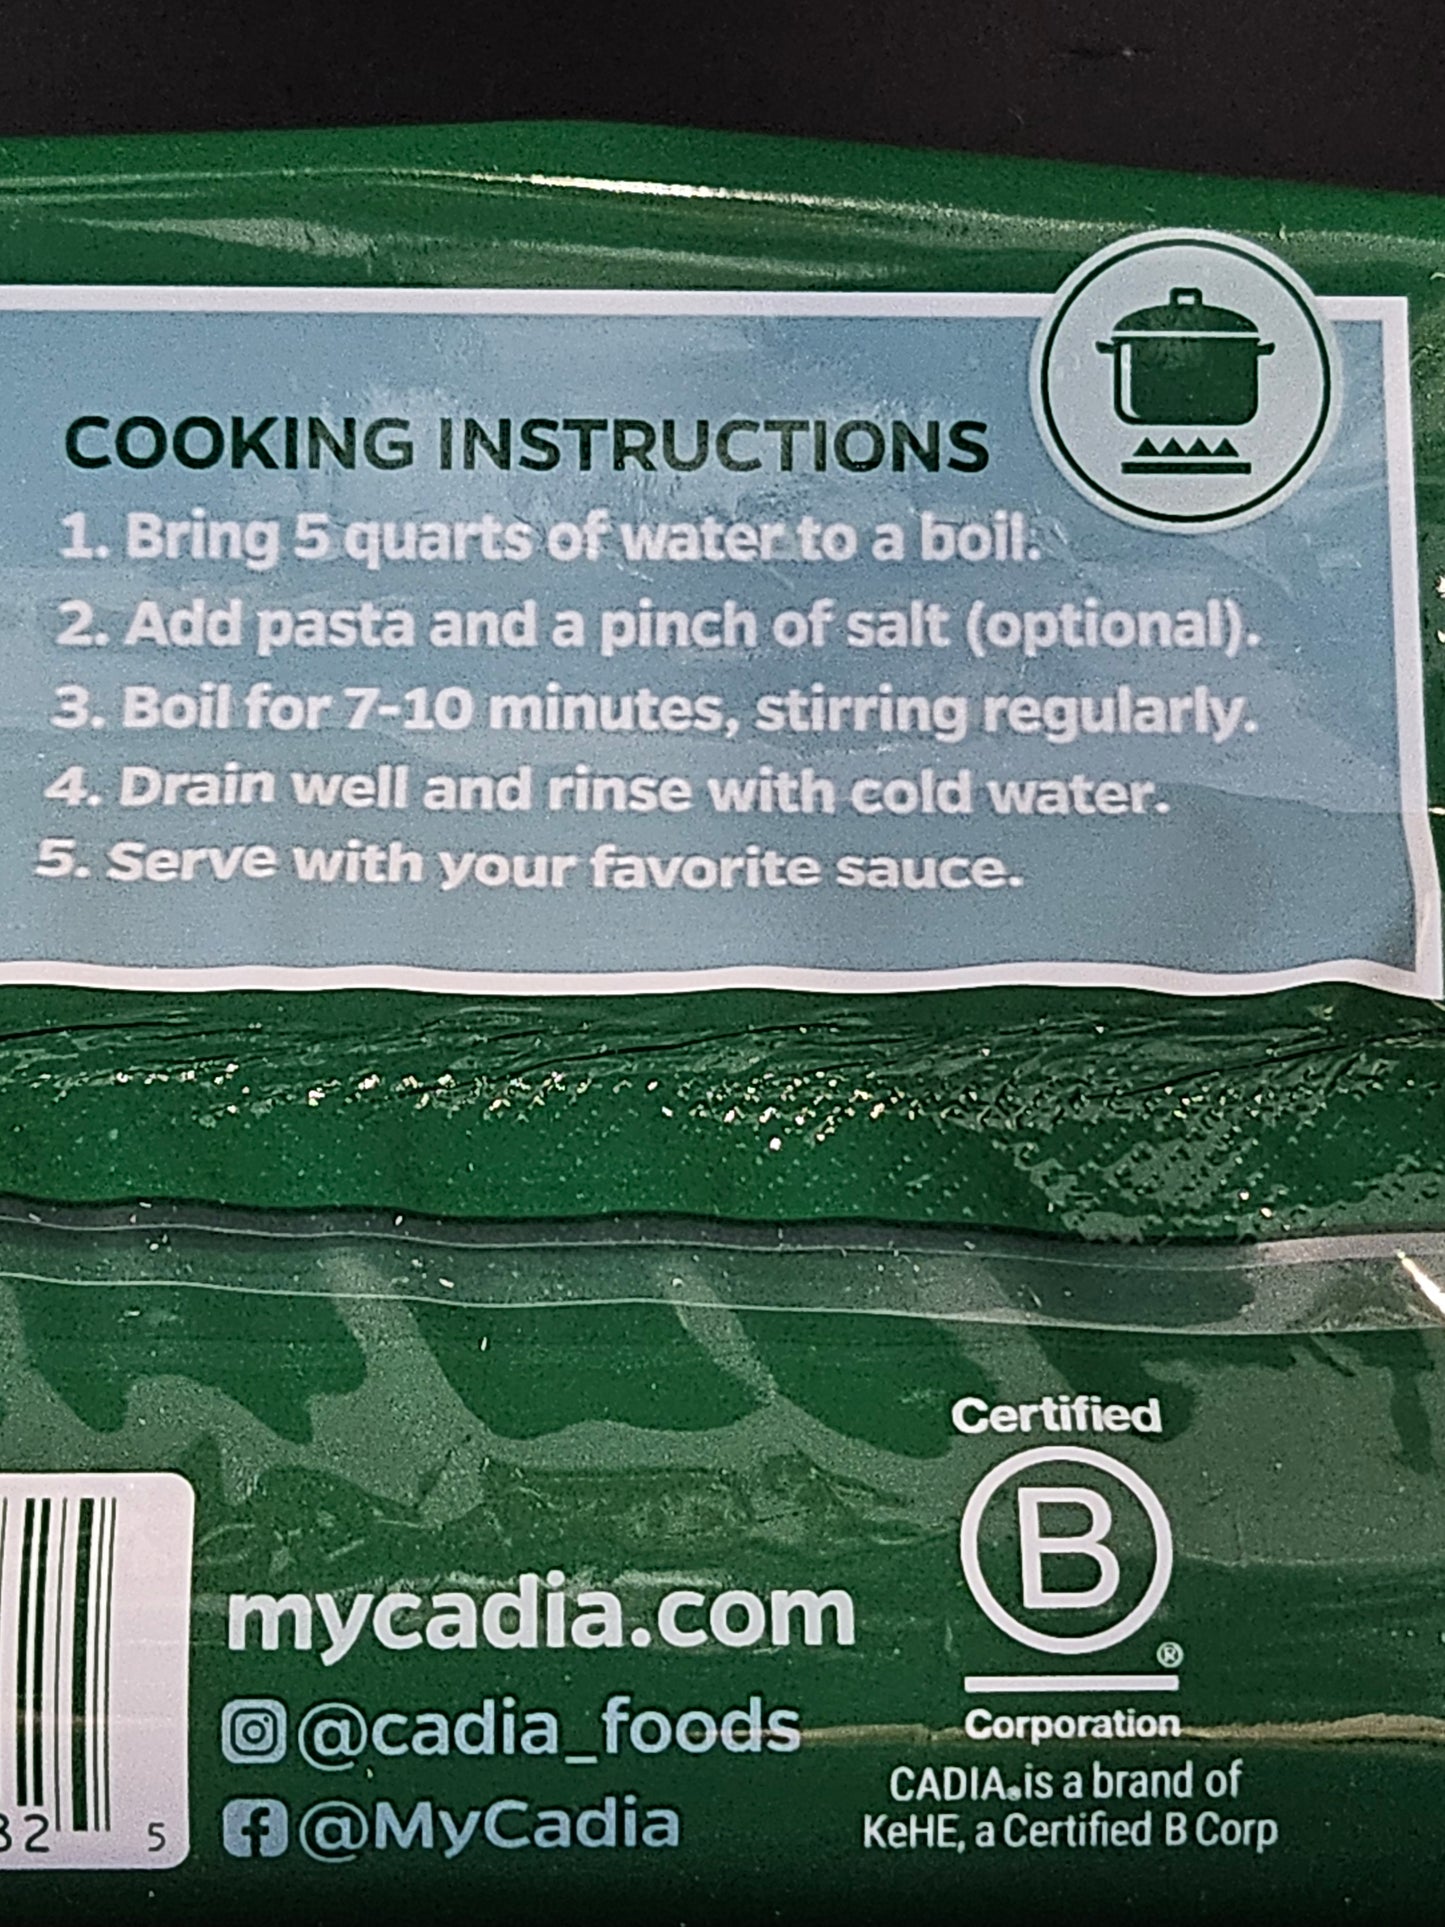 COOKING INSTRUCTIONS
1. Bring 5 quarts of water to a boil.
2. Add pasta and a pinch of salt (optional).
3. Boil for 7-10 minutes, stirring regularly.
4. Drain well and rinse with cold water.
5. Serve with your favorite sauce.
Certified
B
®
Corporation
CADIA® is a brand of
KeHE, a Certified B Corp
mycadia.com
@cadia_foods
@MyCadia
2 5